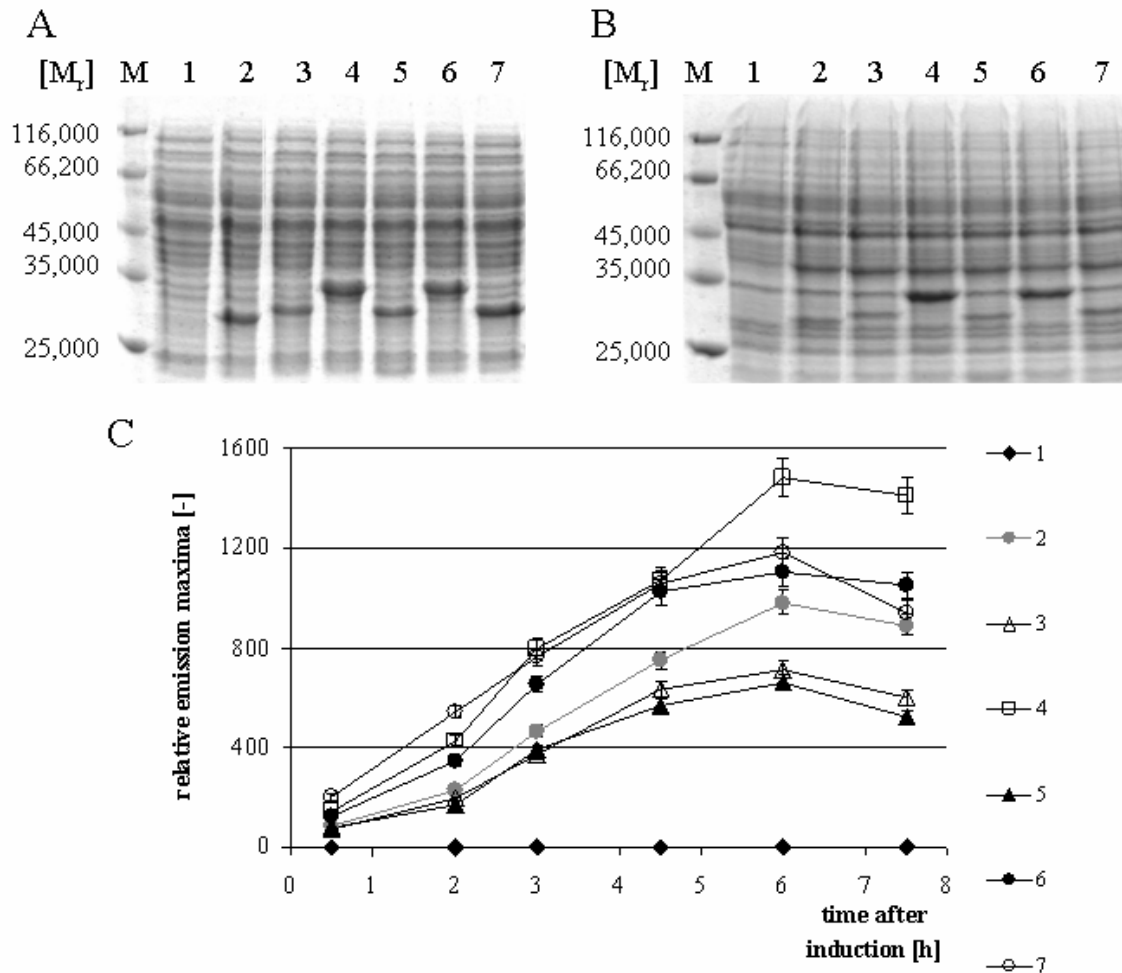 A
[Mr] M 1 2 3 4 5 6 7
116,000
66,200
45,000
35,000
25,000
B
[Mr] M 1 2 3 4 5 6 7
116,000
66,200
45,000
35,000
25,000
C
relative emission maxima [-]
1600
1200
800
400
0
0 1 2 3 4 5 6 7 8
time after
induction [h]
1
2
3
4
5
6
7